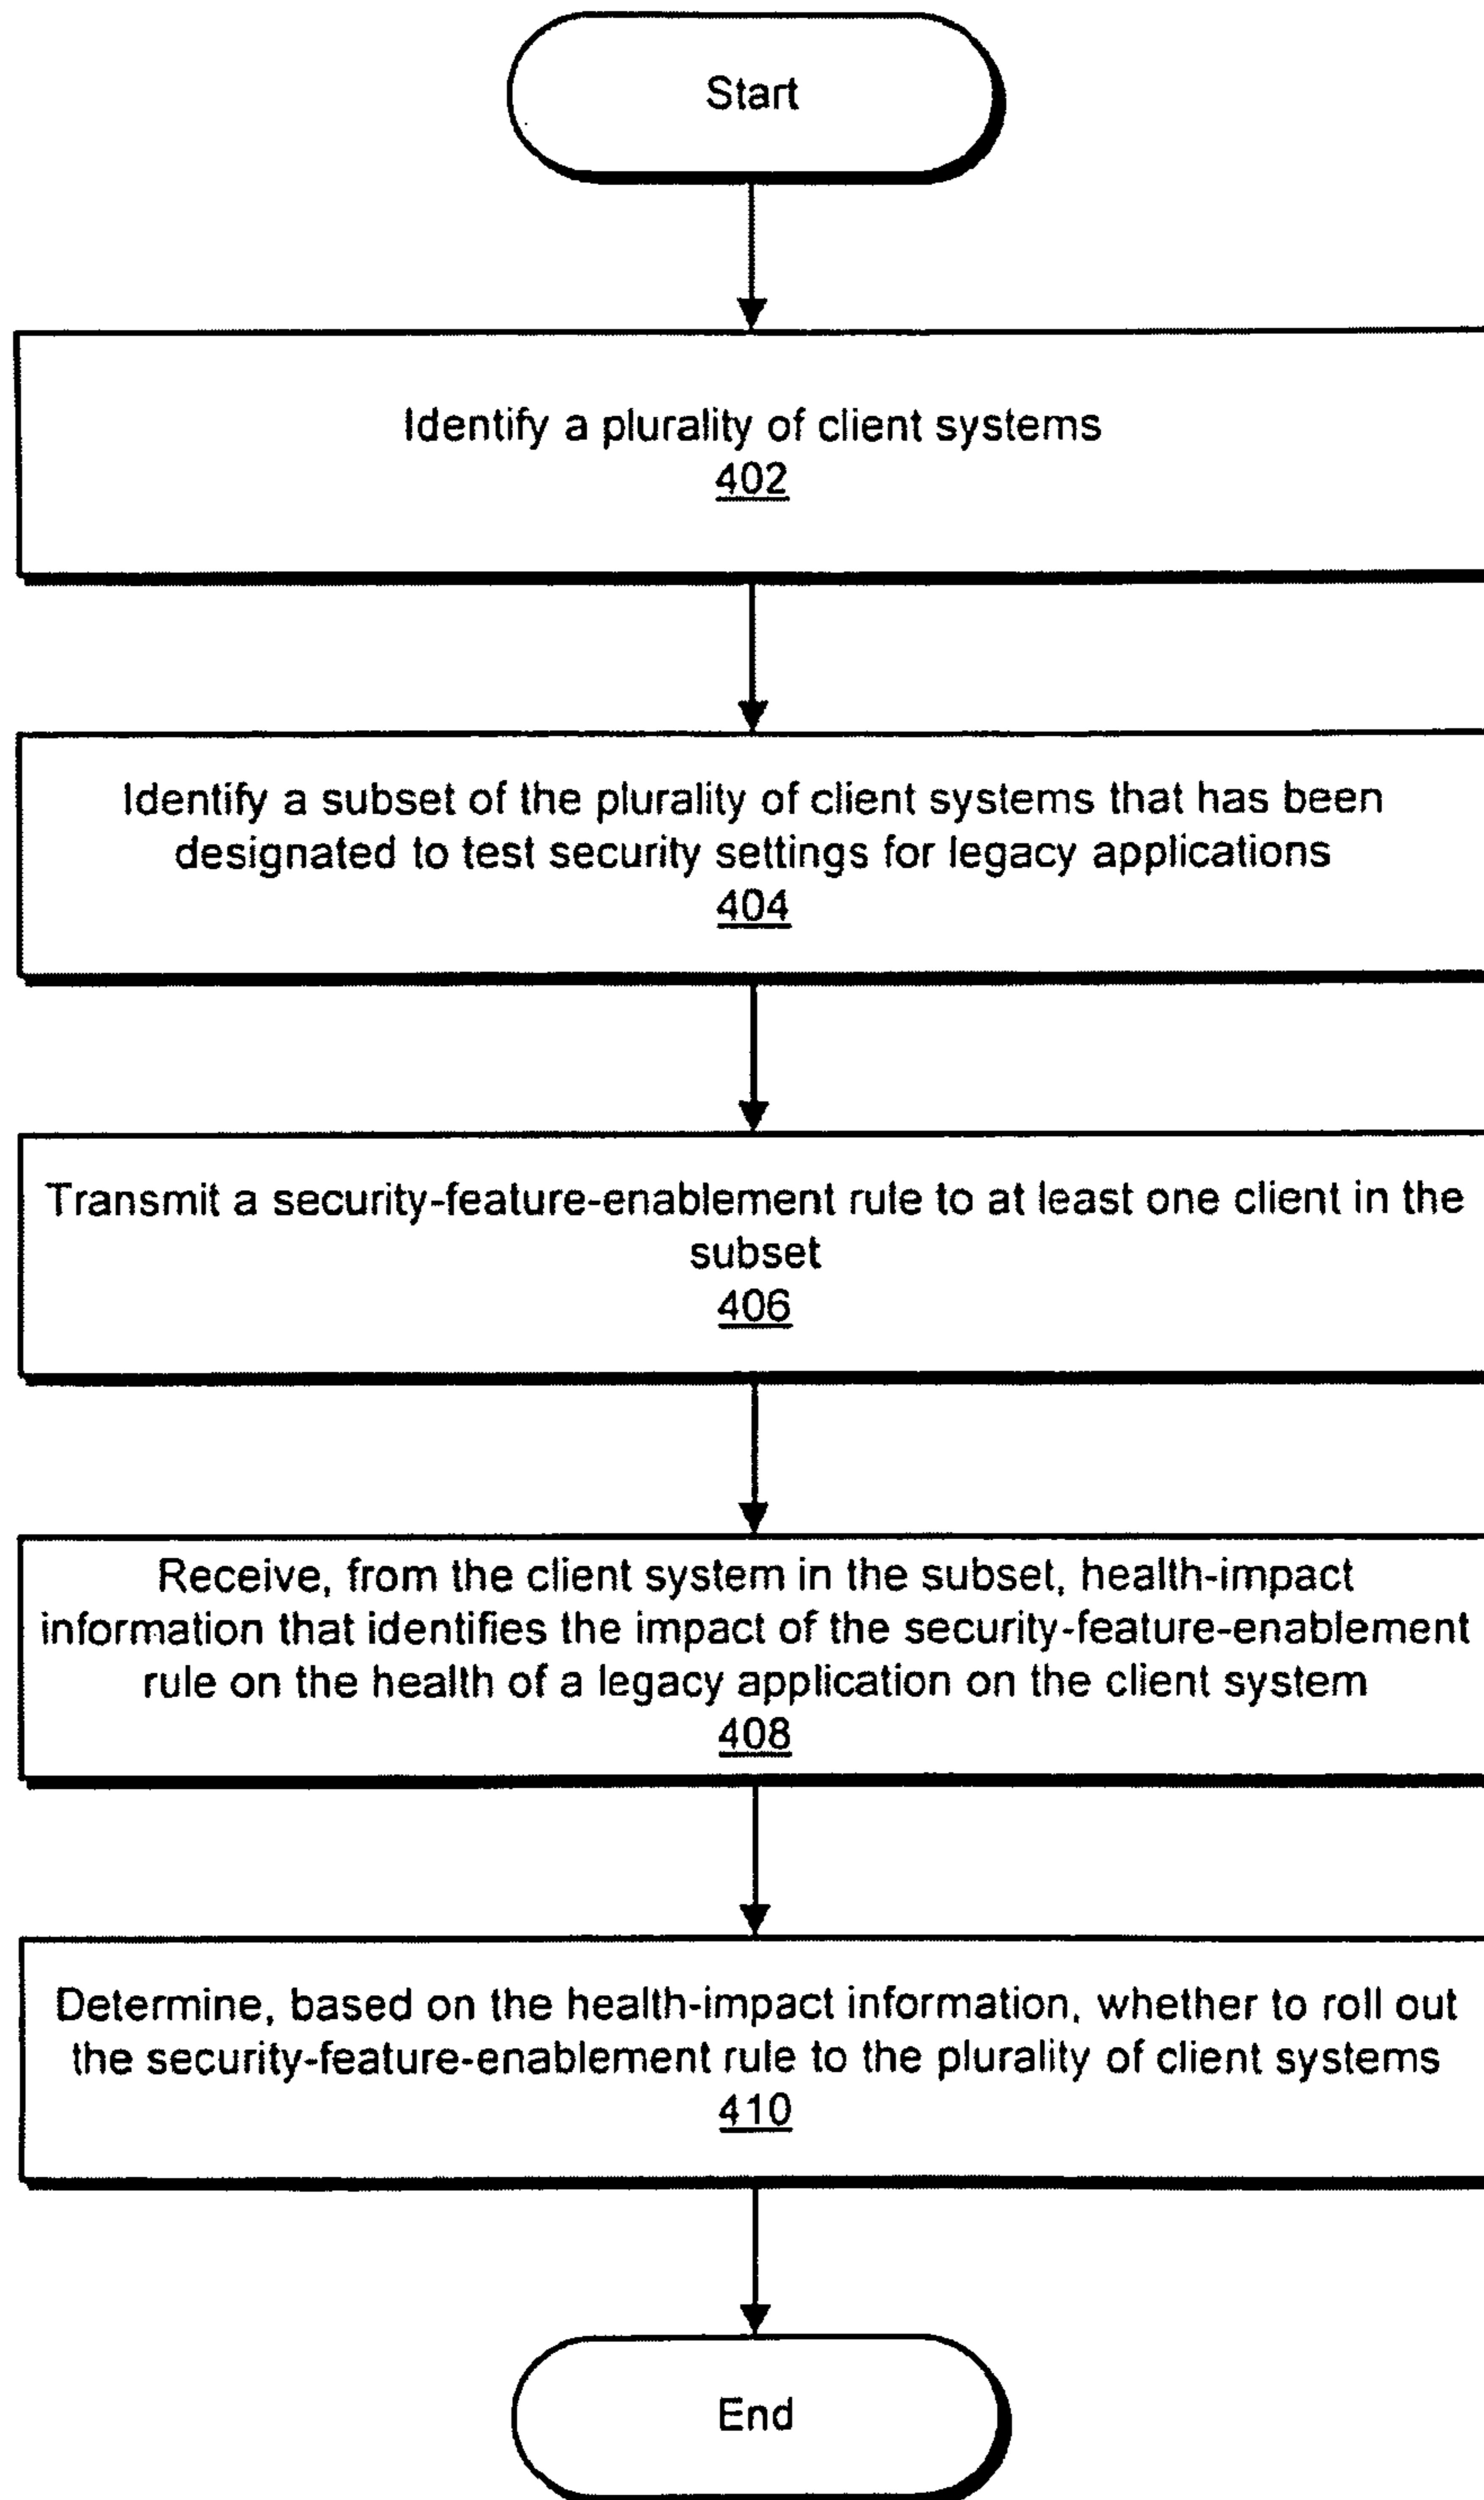 Start
Identify a plurality of client systems
402
Identify a subset of the plurality of client systems that has been
designated to test security settings for legacy applications
404
Transmit a security-feature-enablement rule to at least one client in the
subset
406
Receive, from the client system in the subset, health-impact
information that identifies the impact of the security-feature-enablement
rule on the health of a legacy application on the client system
408
Determine, based on the health-impact information, whether to roll out
the security-feature-enablement rule to the plurality of client systems
410
End